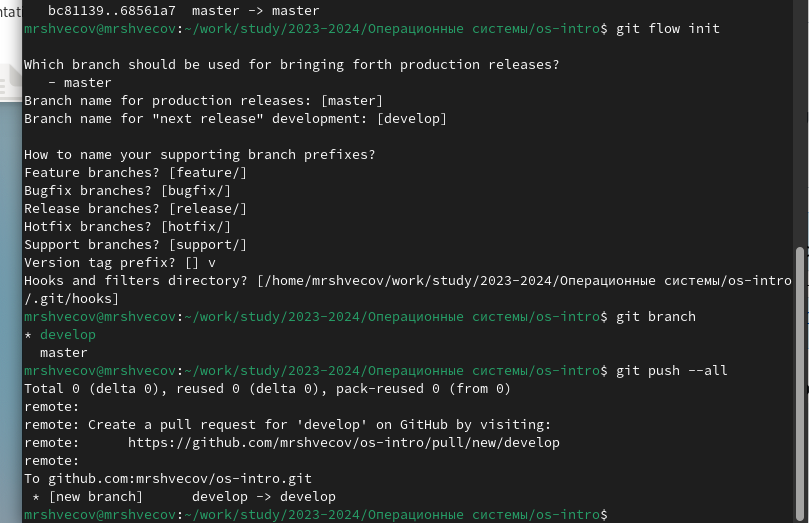 ntat
bc81139..68561a7  master -> master
mrshvecov@mrshvecov:~/work/study/2023-2024/Операционные системы/os-intro$ git flow init

Which branch should be used for bringing forth production releases?
   - master
Branch name for production releases: [master]
Branch name for "next release" development: [develop]

How to name your supporting branch prefixes?
Feature branches? [feature/]
Bugfix branches? [bugfix/]
Release branches? [release/]
Hotfix branches? [hotfix/]
Support branches? [support/]
Version tag prefix? [] v
Hooks and filters directory? [/home/mrshvecov/work/study/2023-2024/Операционные системы/os-intro
/.git/hooks]
mrshvecov@mrshvecov:~/work/study/2023-2024/Операционные системы/os-intro$ git branch
* develop
  master
mrshvecov@mrshvecov:~/work/study/2023-2024/Операционные системы/os-intro$ git push --all
Total 0 (delta 0), reused 0 (delta 0), pack-reused 0 (from 0)
remote:
remote: Create a pull request for 'develop' on GitHub by visiting:
remote:      https://github.com/mrshvecov/os-intro/pull/new/develop
remote:
To github.com:mrshvecov/os-intro.git
 * [new branch]      develop -> develop
mrshvecov@mrshvecov:~/work/study/2023-2024/Операционные системы/os-intro$